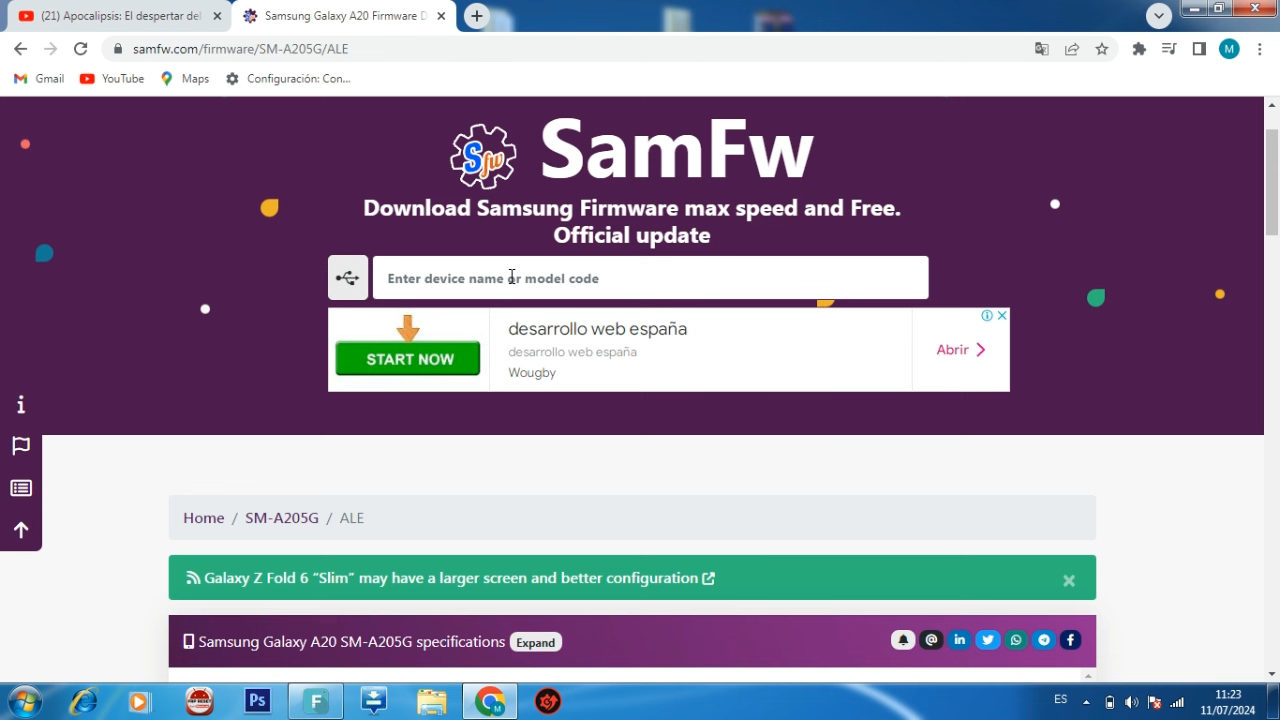 (21) Apocalipsis: El despertar del
Samsung Galaxy A20 Firmware D
samfw.com/firmware/SM-A205G/ALE
M
Gmail
YouTube
Maps
Configuración: Con...
Sfw
SamFw
Download Samsung Firmware max speed and Free.
Official update
Enter device name or model code
START NOW
desarrollo web españa
desarrollo web españa
Wougby
Abrir
Home / SM-A205G / ALE
Galaxy Z Fold 6 “Slim” may have a larger screen and better configuration
Samsung Galaxy A20 SM-A205G specifications
Expand
Ps
F
ES
11:23
11/07/2024